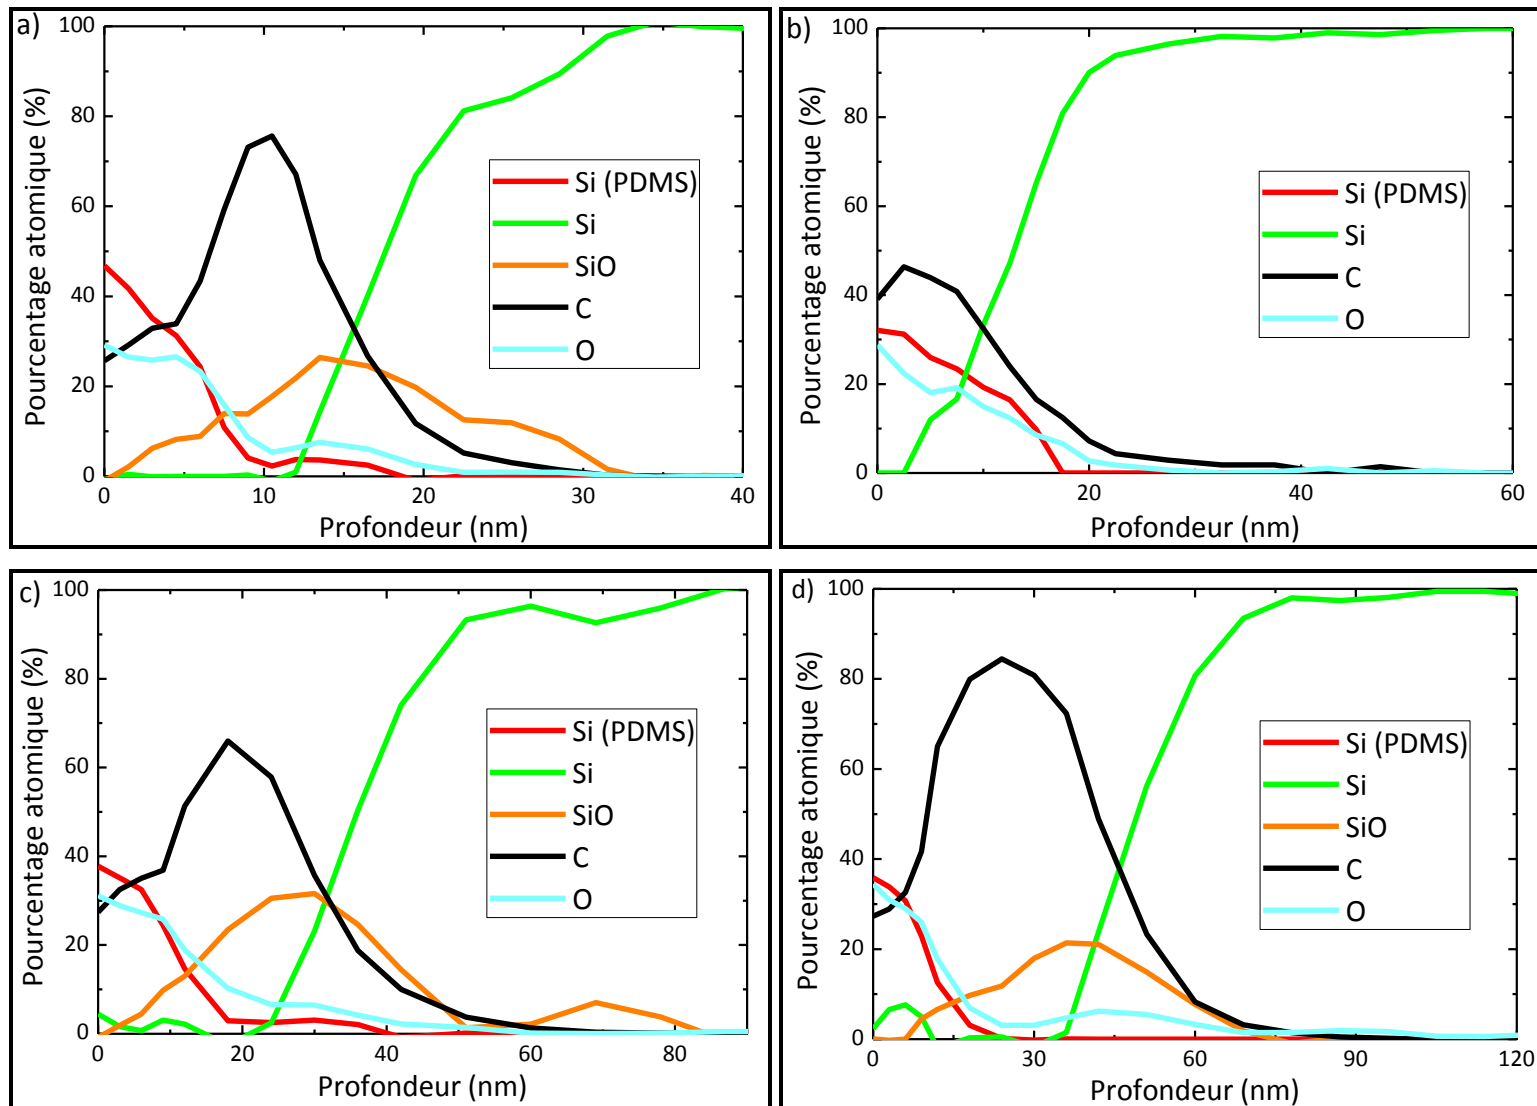 a)
Pourcentage atomique (%)
100
80
60
40
20
0
Si (PDMS)
Si
SiO
C
O
0 10 20 30 40
Profondeur (nm)
b)
Pourcentage atomique (%)
100
80
60
40
20
0
Si (PDMS)
Si
C
O
0 20 40 60
Profondeur (nm)
c)
Pourcentage atomique (%)
100
80
60
40
20
0
Si (PDMS)
Si
SiO
C
O
0 20 40 60 80
Profondeur (nm)
d)
Pourcentage atomique (%)
100
80
60
40
20
0
Si (PDMS)
Si
SiO
C
O
0 30 60 90 120
Profondeur (nm)